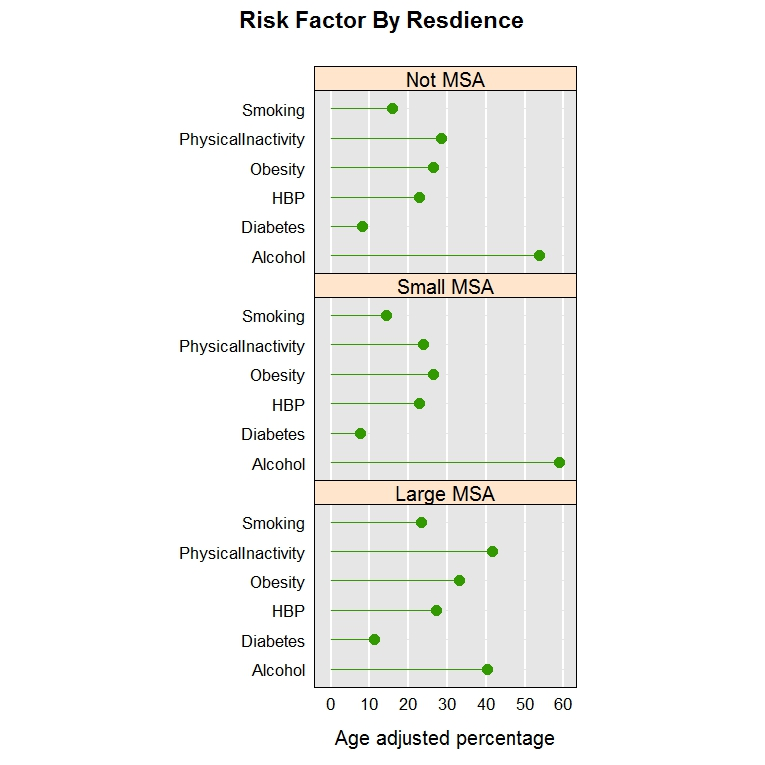 Risk Factor By Resdience
Not MSA
Smoking
PhysicalInactivity
Obesity
HBP
Diabetes
Alcohol
Small MSA
Smoking
PhysicalInactivity
Obesity
HBP
Diabetes
Alcohol
Large MSA
Smoking
PhysicalInactivity
Obesity
HBP
Diabetes
Alcohol
0 10 20 30 40 50 60
Age adjusted percentage